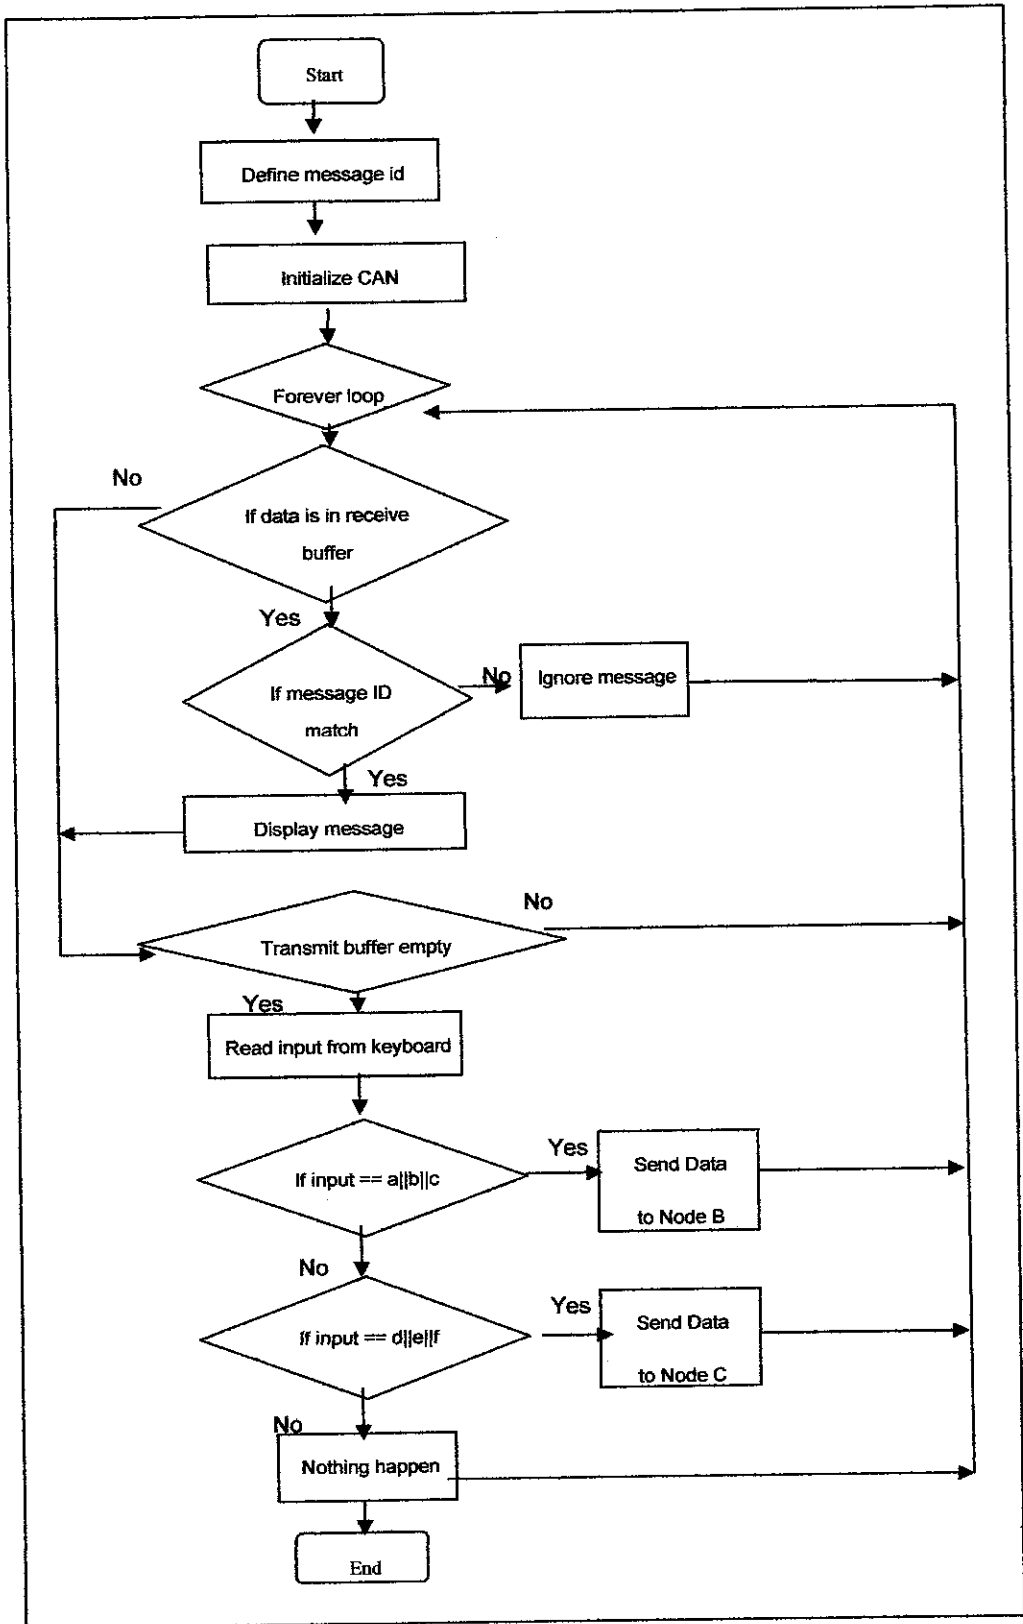 Start
Define message id
Initialize CAN
Forever loop
No
If data is in receive
buffer
Yes
If message ID
match
No
Ignore message
Yes
Display message
No
Transmit buffer empty
Yes
Read input from keyboard
If input == a||b||c
Yes
Send Data
to Node B
No
If input == d||e||f
Yes
Send Data
to Node C
No
Nothing happen
End